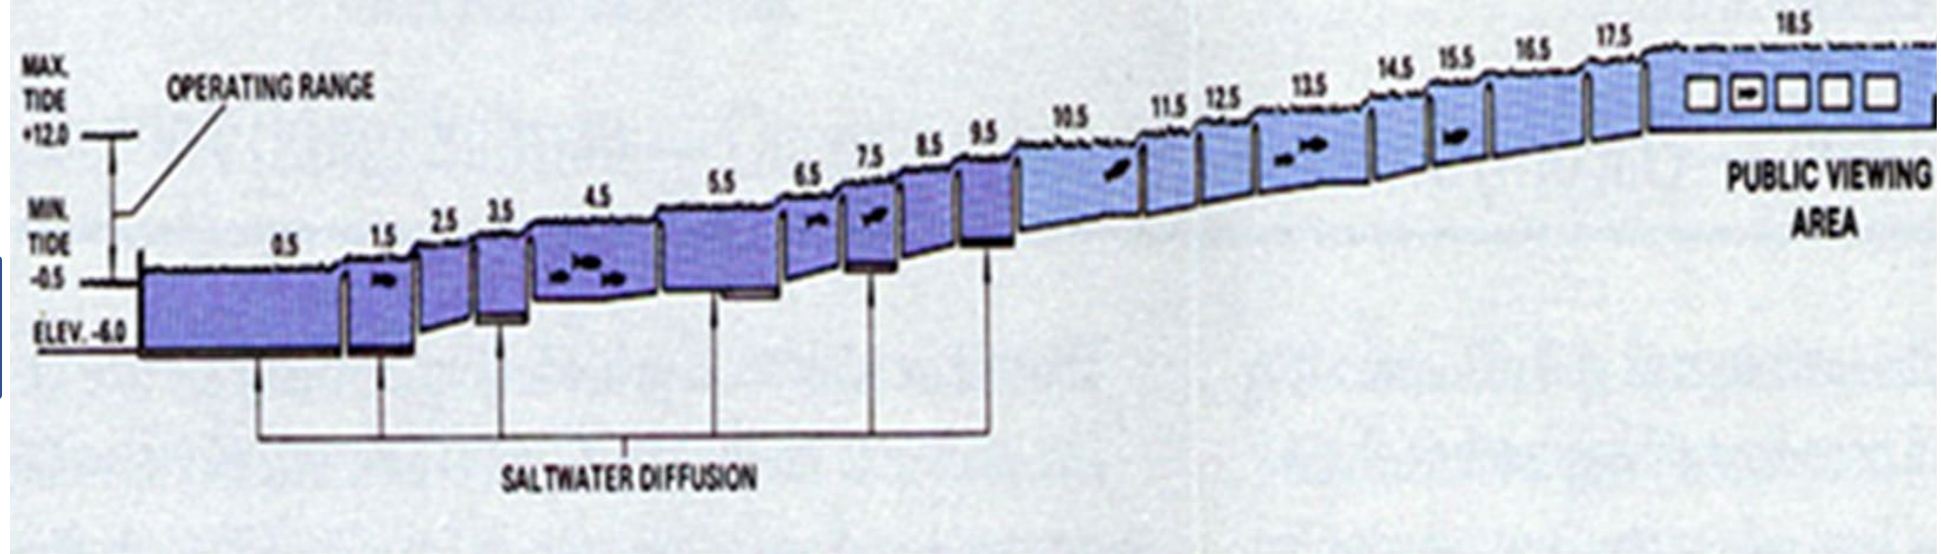 MAX.
TIDE
+12.0
OPERATING RANGE
MIN.
TIDE
-0.5
ELEV. -6.0
0.5
1.5
2.5
3.5
4.5
5.5
6.5
7.5
8.5
9.5
10.5
11.5
12.5
13.5
14.5
15.5
16.5
17.5
18.5
PUBLIC VIEWING
AREA
SALTWATER DIFFUSION